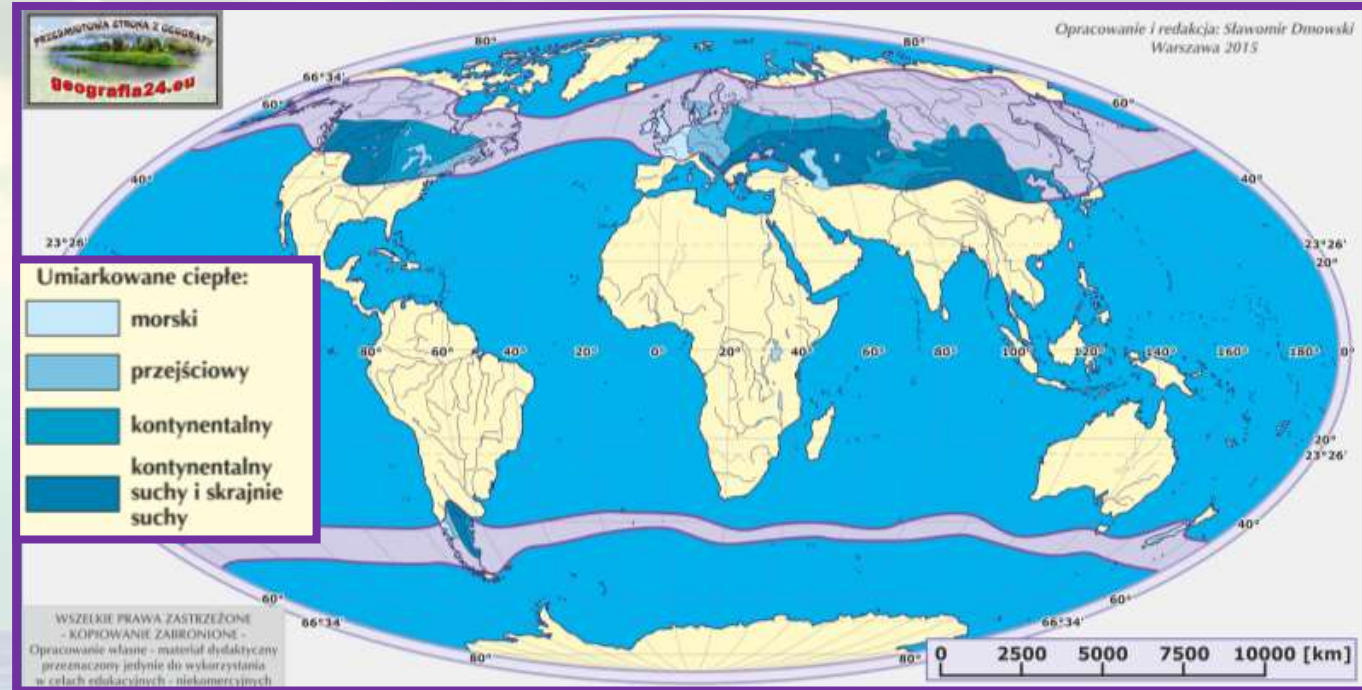 PRZEDMIOTOWA STRONA Z GEOGRAFII
geografia24.eu
Opracowanie i redakcja: Sławomir Dmowski
Warszawa 2015
80°
80°
66°34'
60°
60°
40°
40°
23°26'
23°26'
20°
Umiarkowane ciepłe:
morski
przejściowy
kontynentalny
kontynentalny
suchy i skrajnie
suchy
80°
60°
40°
20°
0°
20°
40°
60°
80°
100°
120°
140°
160°
180°
0°
20°
23°26'
40°
60°
60°
66°34'
66°34'
80°
80°
WSZELKIE PRAWA ZASTRZEŻONE
- KOPIOWANIE ZABRONIONE -
Opracowanie własne - materiał dydaktyczny
przeznaczony jedynie do wykorzystania
w celach edukacyjnych - niekomercyjnych
0 2500 5000 7500 10000 [km]